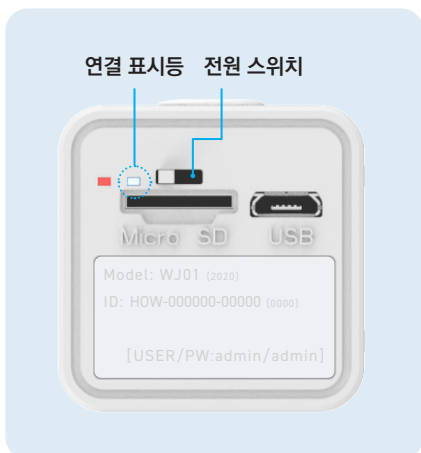 연결 표시등 전원 스위치
Micro SD USB
Model: WJ01 (2020)
ID: HOW-000000-00000 (0000)
[USER/PW:admin/admin]